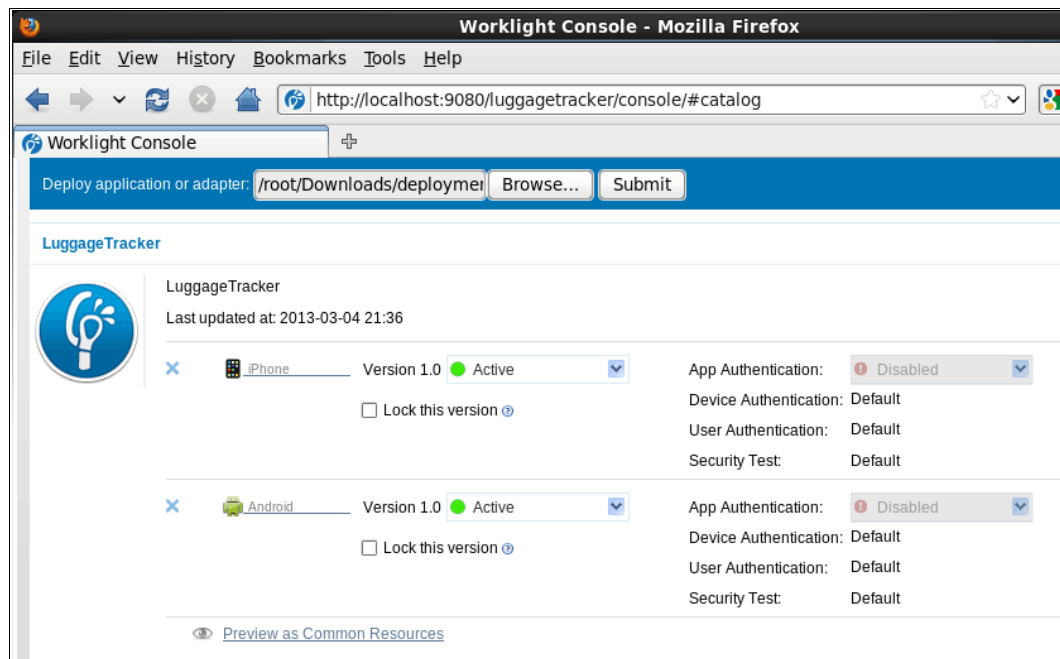 Worklight Console - Mozilla Firefox
File Edit View History Bookmarks Tools Help
http://localhost:9080/luggagetracker/console/#catalog
Worklight Console
Deploy application or adapter: /root/Downloads/deploymer Browse... Submit
LuggageTracker
LuggageTracker
Last updated at: 2013-03-04 21:36
iPhone Version 1.0 Active App Authentication: Disabled
Device Authentication: Default
Lock this version
User Authentication: Default
Security Test: Default
Android Version 1.0 Active App Authentication: Disabled
Device Authentication: Default
Lock this version
User Authentication: Default
Security Test: Default
Preview as Common Resources